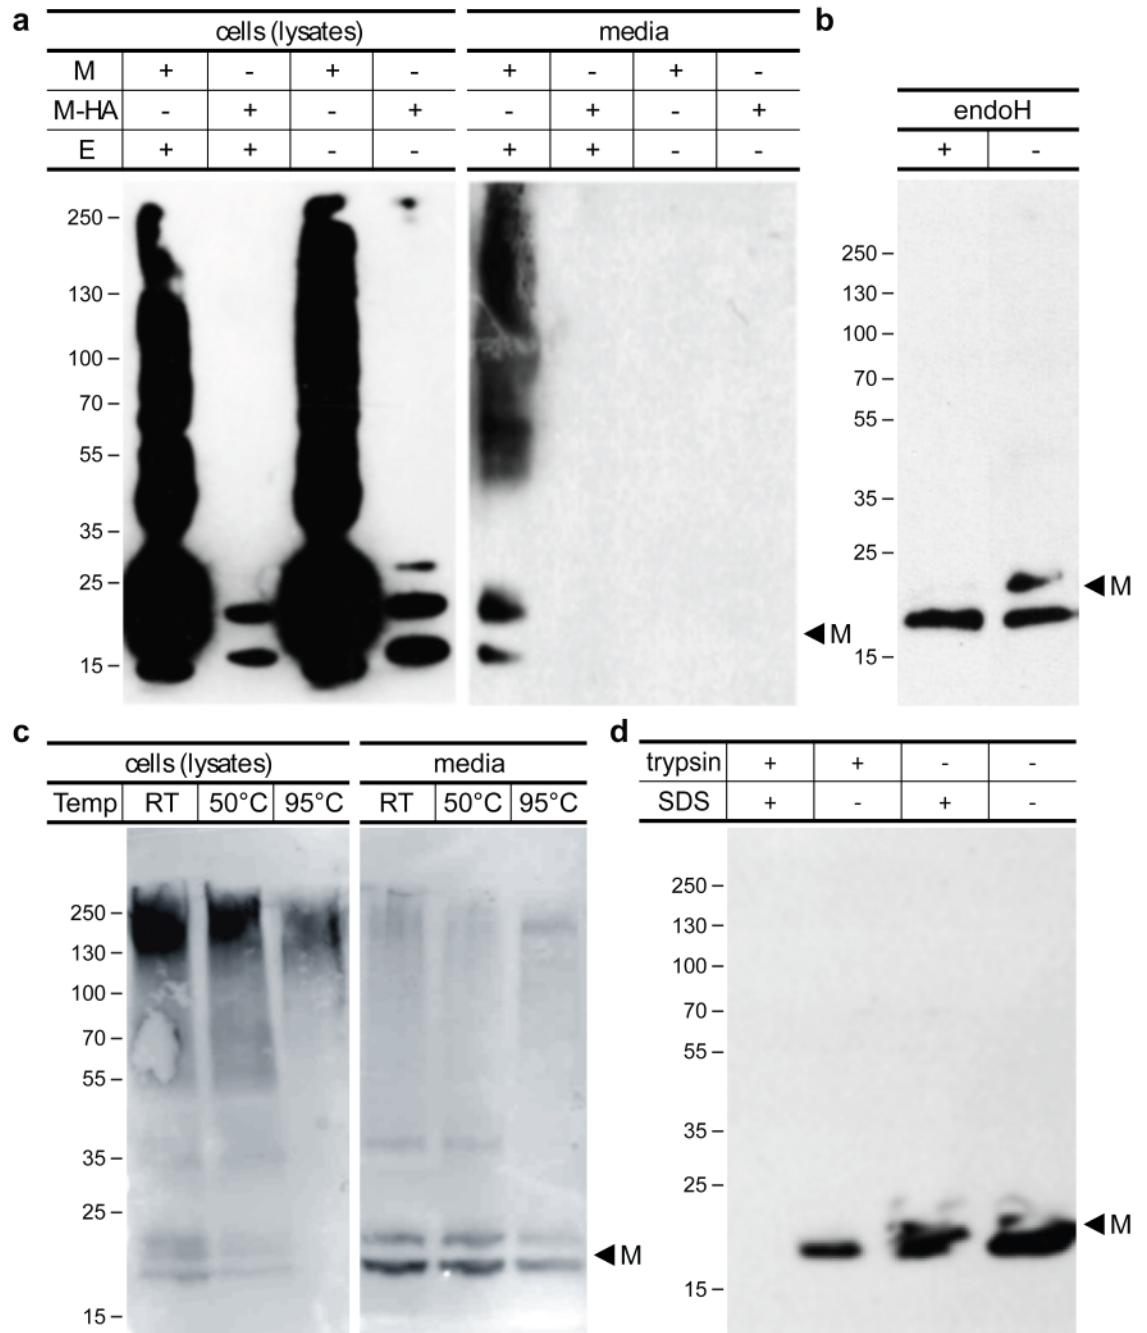 a
cells (lysates) media
M + - + - + - + -
M-HA - + - + - + - +
E + + - - + + - -
250
130
100
70
55
35
25
15
M
b
endoH
+ -
250
130
100
70
55
35
25
15
M
c
cells (lysates) media
Temp RT 50°C 95°C RT 50°C 95°C
250
130
100
70
55
35
25
15
M
d
trypsin + + - -
SDS + - + -
250
130
100
70
55
35
25
15
M